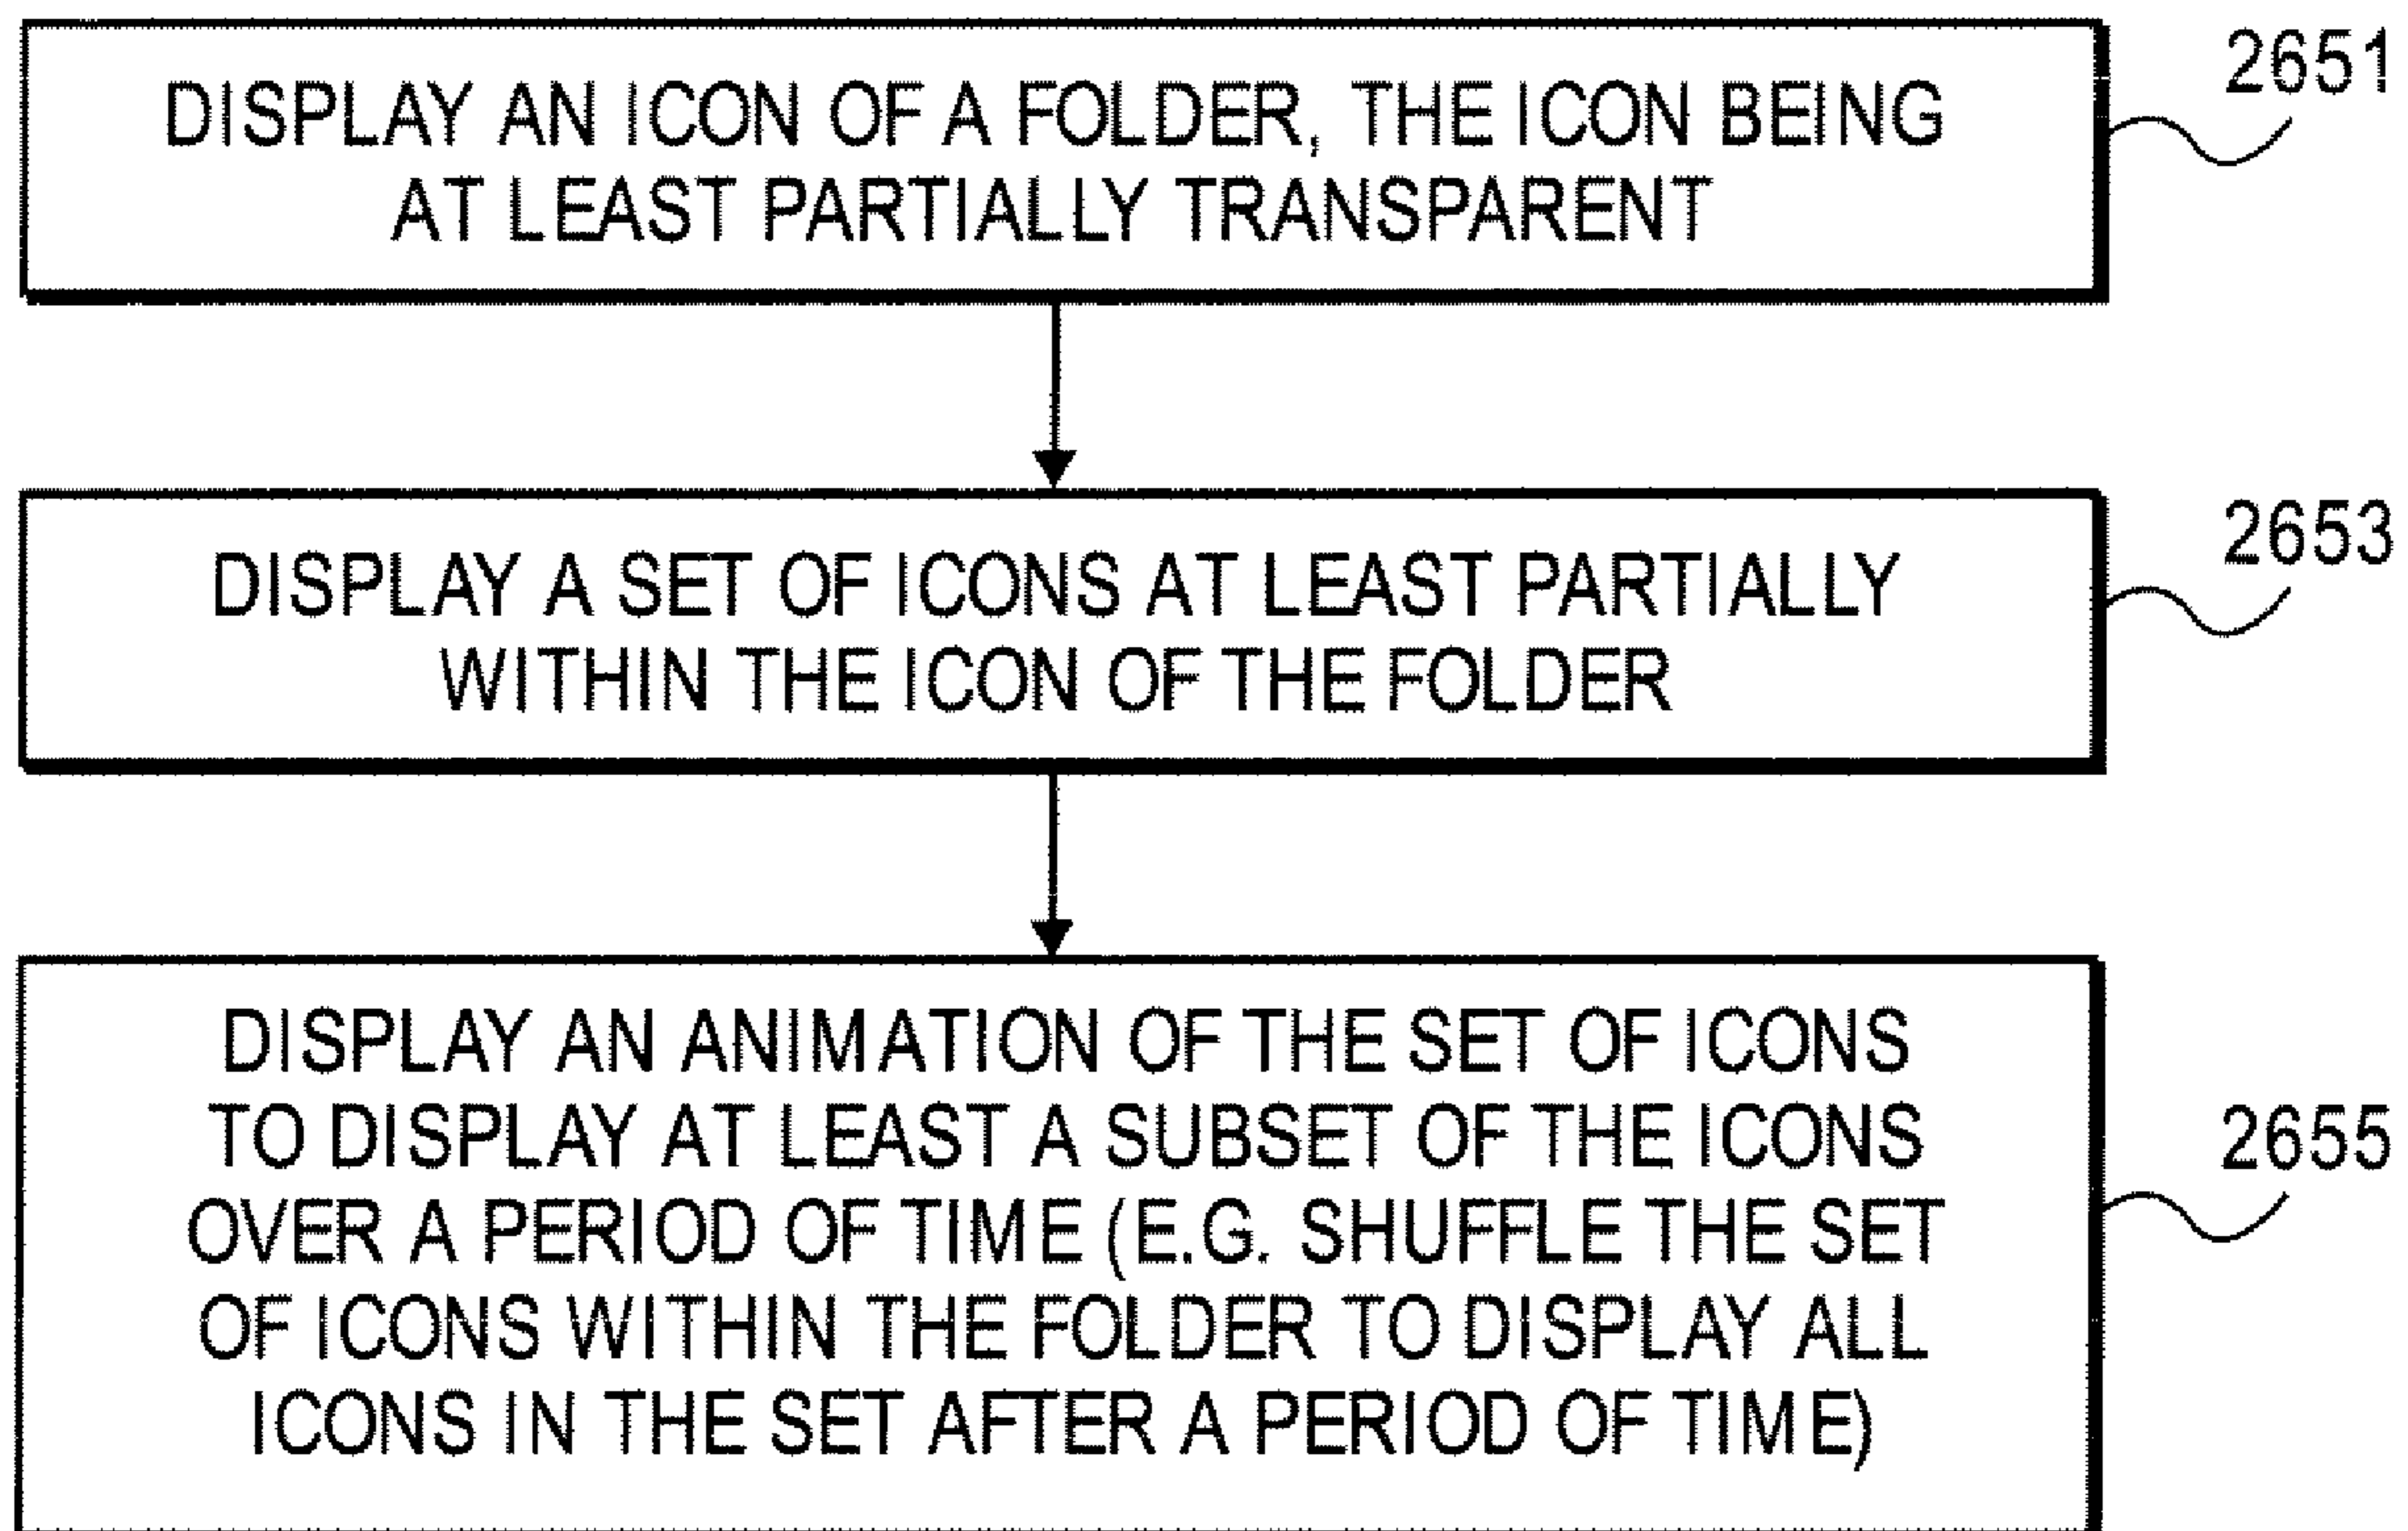 DISPLAY AN ICON OF A FOLDER, THE ICON BEING
AT LEAST PARTIALLY TRANSPARENT
2651
DISPLAY A SET OF ICONS AT LEAST PARTIALLY
WITHIN THE ICON OF THE FOLDER
2653
DISPLAY AN ANIMATION OF THE SET OF ICONS
TO DISPLAY AT LEAST A SUBSET OF THE ICONS
OVER A PERIOD OF TIME (E.G. SHUFFLE THE SET
OF ICONS WITHIN THE FOLDER TO DISPLAY ALL
ICONS IN THE SET AFTER A PERIOD OF TIME)
2655